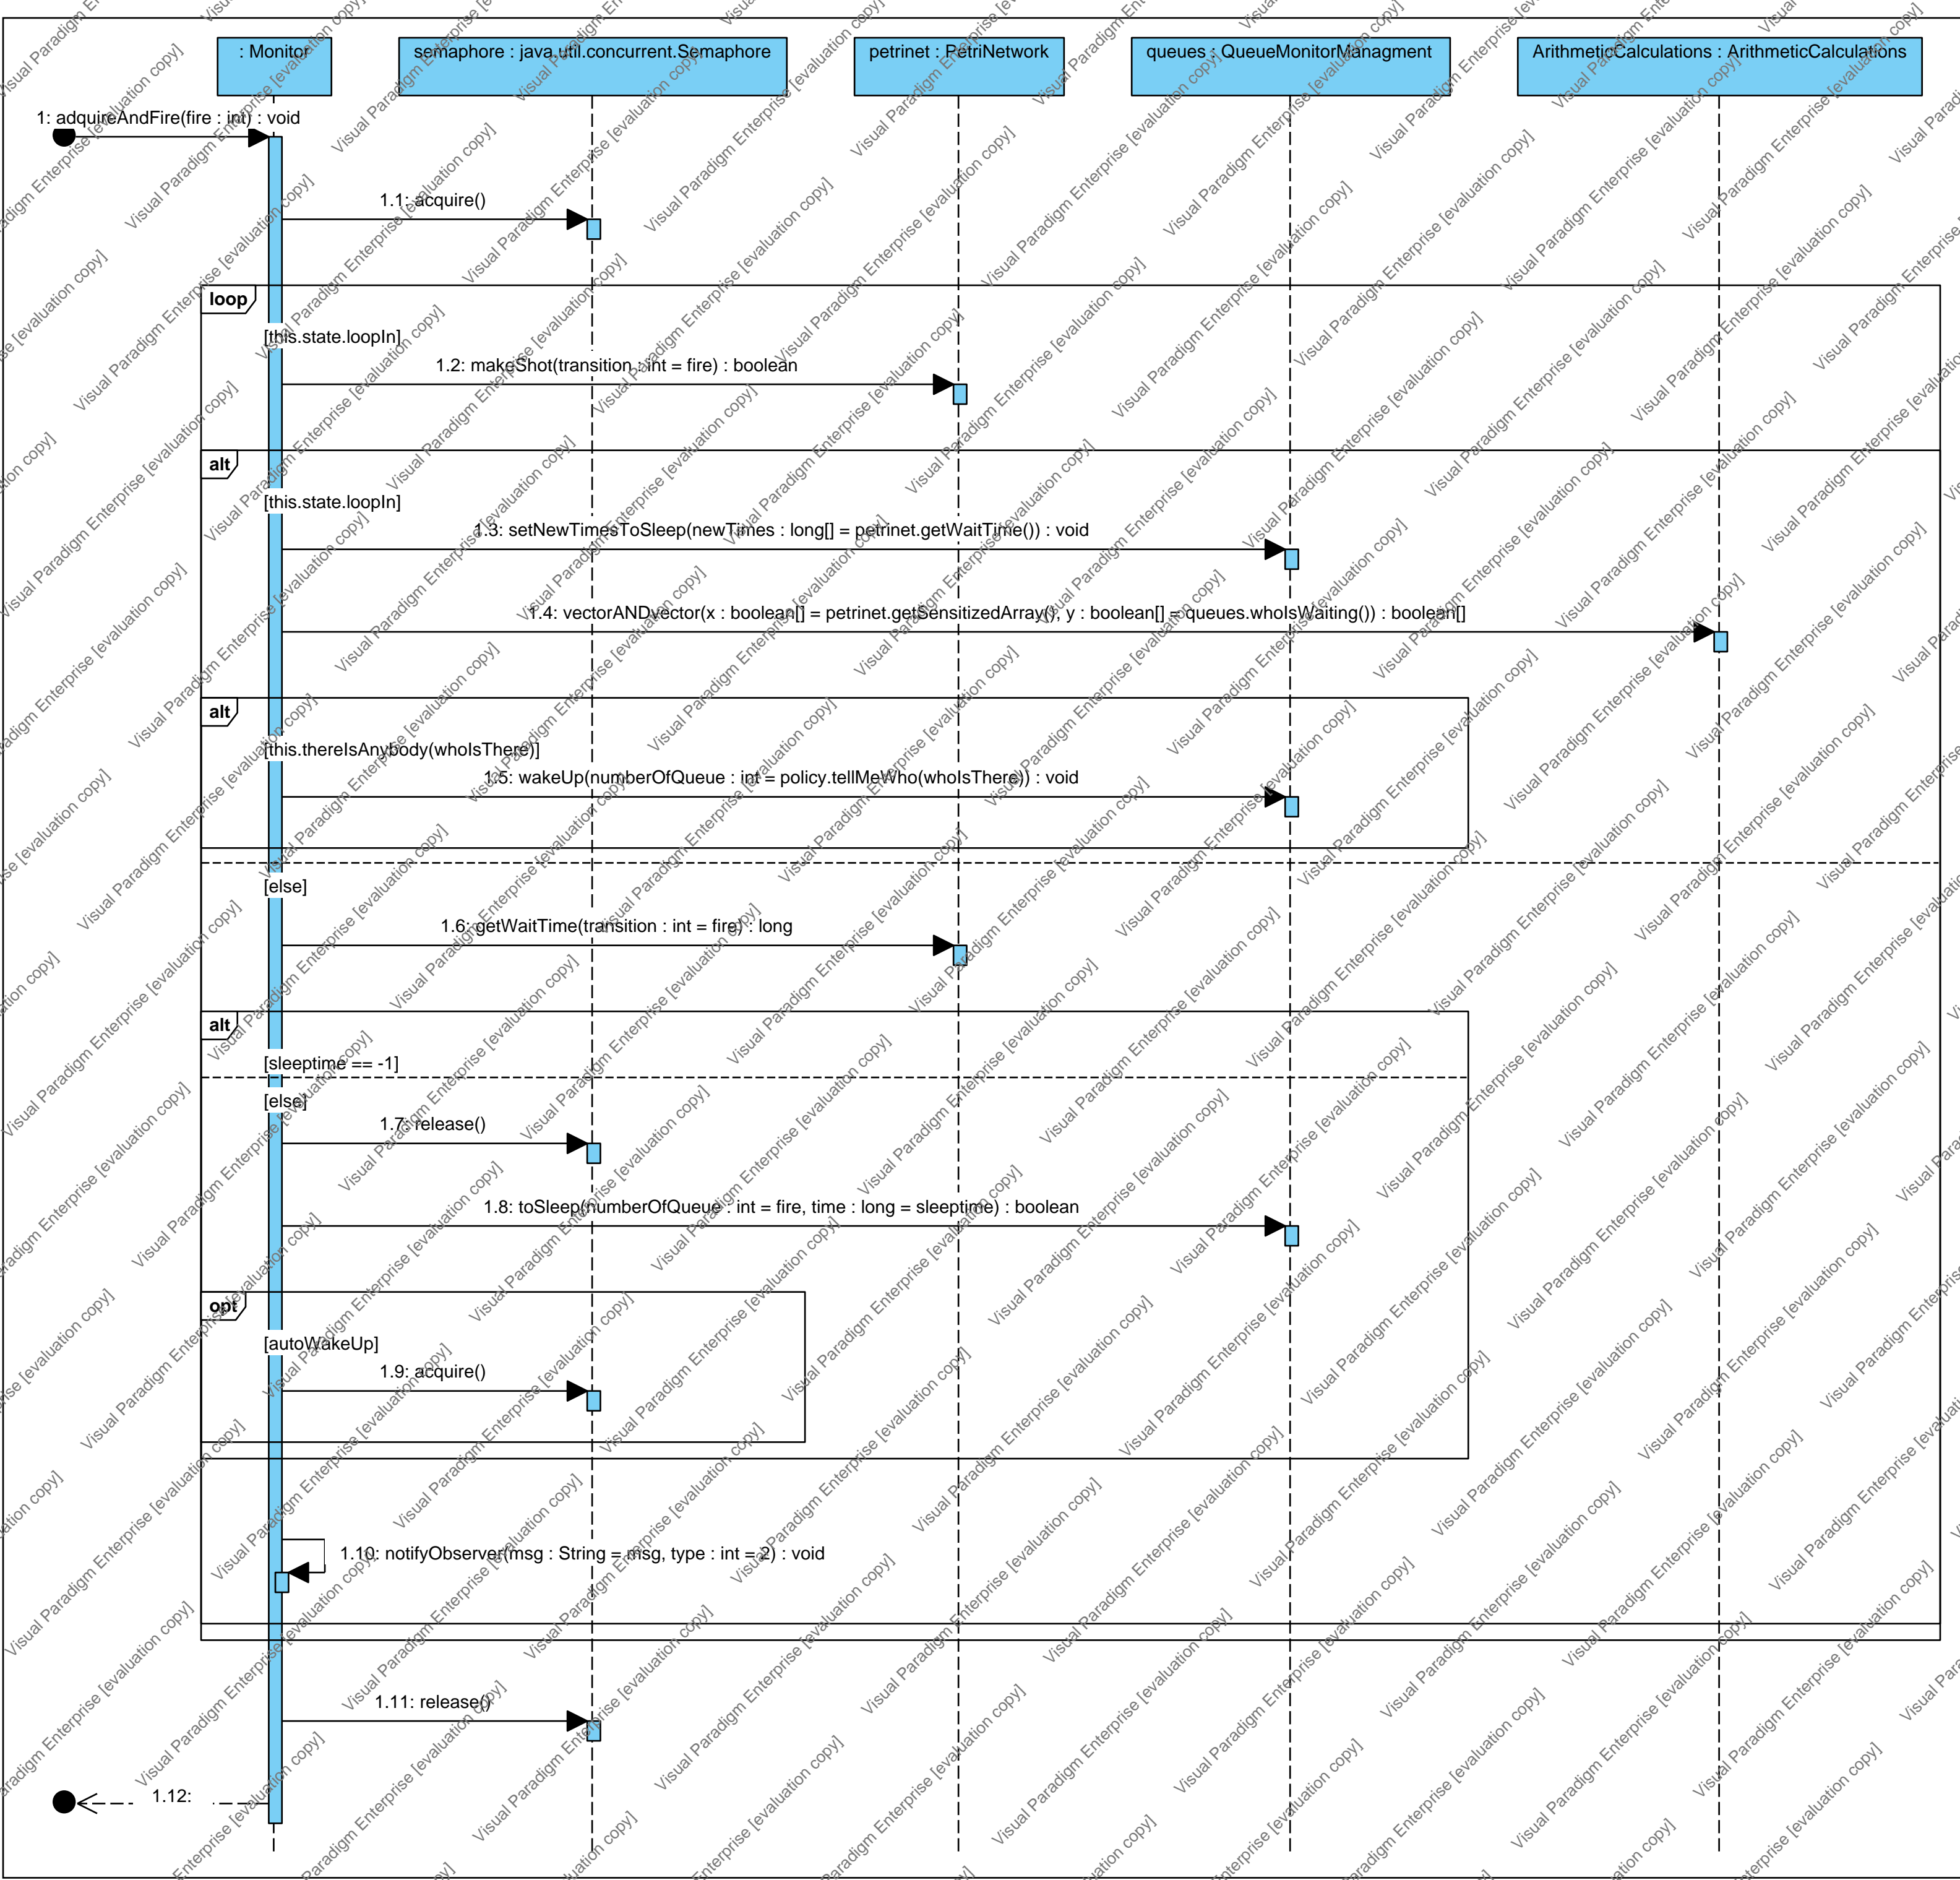 : Monitor
semaphore : java.util.concurrent.Semaphore
petrinet : PetriNetwork
queues : QueueMonitorManagment
ArithmeticCalculations : ArithmeticCalculations
1: adquireAndFire(fire : int) : void
1.1: acquire()
loop
[this.state.loopIn]
1.2: makeShot(transition : int = fire) : boolean
alt
[this.state.loopIn]
1.3: setNewTimesToSleep(newTimes : long[] = petrinet.getWaitTime()) : void
1.4: vectorANDvector(x : boolean[] = petrinet.getSensitizedArray(), y : boolean[] = queues.whoIsWaiting()) : boolean[]
alt
[this.thereIsAnybody(whoIsThere)]
1.5: wakeUp(numberOfQueue : int = policy.tellMeWho(whoIsThere)) : void
[else]
1.6: getWaitTime(transition : int = fire) : long
alt
[sleeptime == -1]
[else]
1.7: release()
1.8: toSleep(numberOfQueue : int = fire, time : long = sleeptime) : boolean
opt
[autoWakeUp]
1.9: acquire()
1.10: notifyObserver(msg : String = msg, type : int = 2) : void
1.11: release()
1.12:
Visual Paradigm Enterprise [evaluation copy]